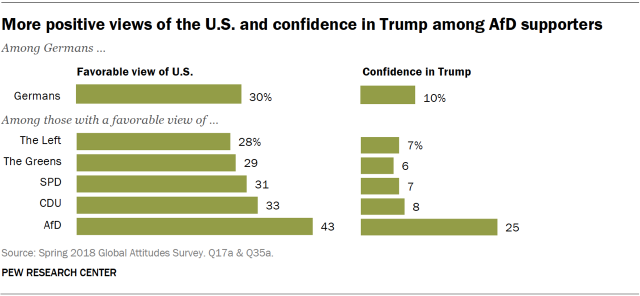 More positive views of the U.S. and confidence in Trump among AfD supporters
Among Germans ...
Favorable view of U.S. Confidence in Trump
Germans 30% 10%
Among those with a favorable view of ...
The Left 28% 7%
The Greens 29 6
SPD 31 7
CDU 33 8
AfD 43 25
Source: Spring 2018 Global Attitudes Survey. Q17a & Q35a.
PEW RESEARCH CENTER